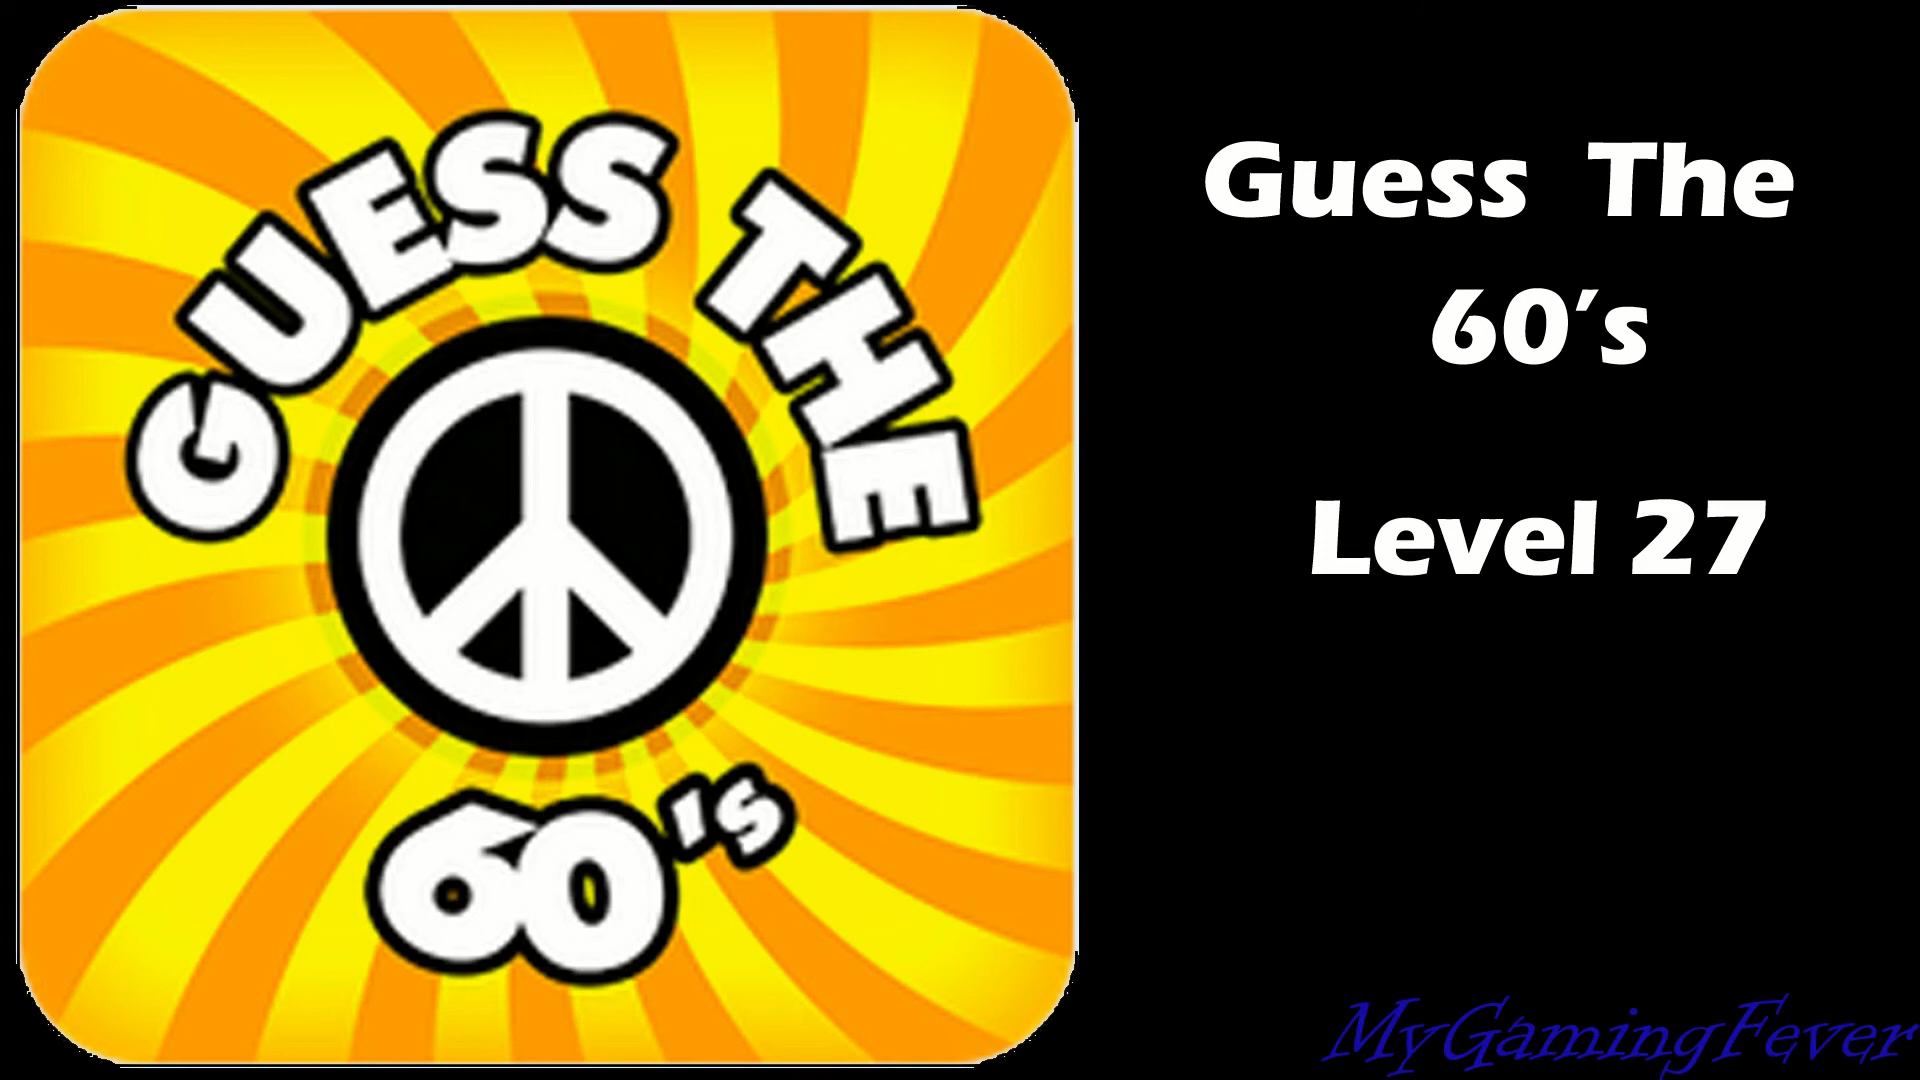 GUESS THE
60's
Guess The
60's
Level 27
MyGamingFever